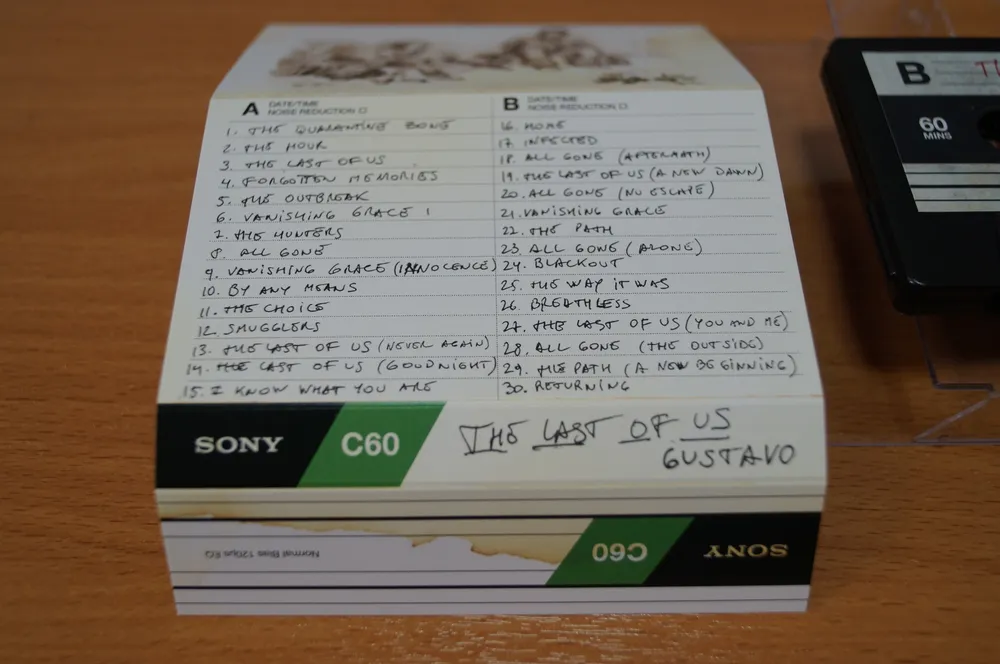 A DATE/TIME
NOISE REDUCTION
1. THE QUARANTINE ZONE
2. THE HOUR
3. THE LAST OF US
4. FORGOTTEN MEMORIES
5. THE OUTBREAK
6. VANISHING GRACE
7. THE HUNTERS
8. ALL GONE
9. VANISHING GRACE (INNOCENCE)
10. BY ANY MEANS
11. THE CHOICE
12. SMUGGLERS
13. THE LAST OF US (NEVER AGAIN)
14. THE LAST OF US (GOODNIGHT)
15. I KNOW WHAT YOU ARE
B DATE/TIME
NOISE REDUCTION
16. HOME
17. INFECTED
18. ALL GONE (AFTERMATH)
19. THE LAST OF US (A NEW DAWN)
20. ALL GONE (NO ESCAPE)
21. VANISHING GRACE
22. THE PATH
23. ALL GONE (ALONE)
24. BLACKOUT
25. THE WAY IT WAS
26. BREATHLESS
27. THE LAST OF US (YOU AND ME)
28. ALL GONE (THE OUTSIDE)
29. THE PATH (A NEW BEGINNING)
30. RETURNING
SONY C60
THE LAST OF US
GUSTAVO
SONY C60
Normal Bias 120μs EQ
B
60
MINS